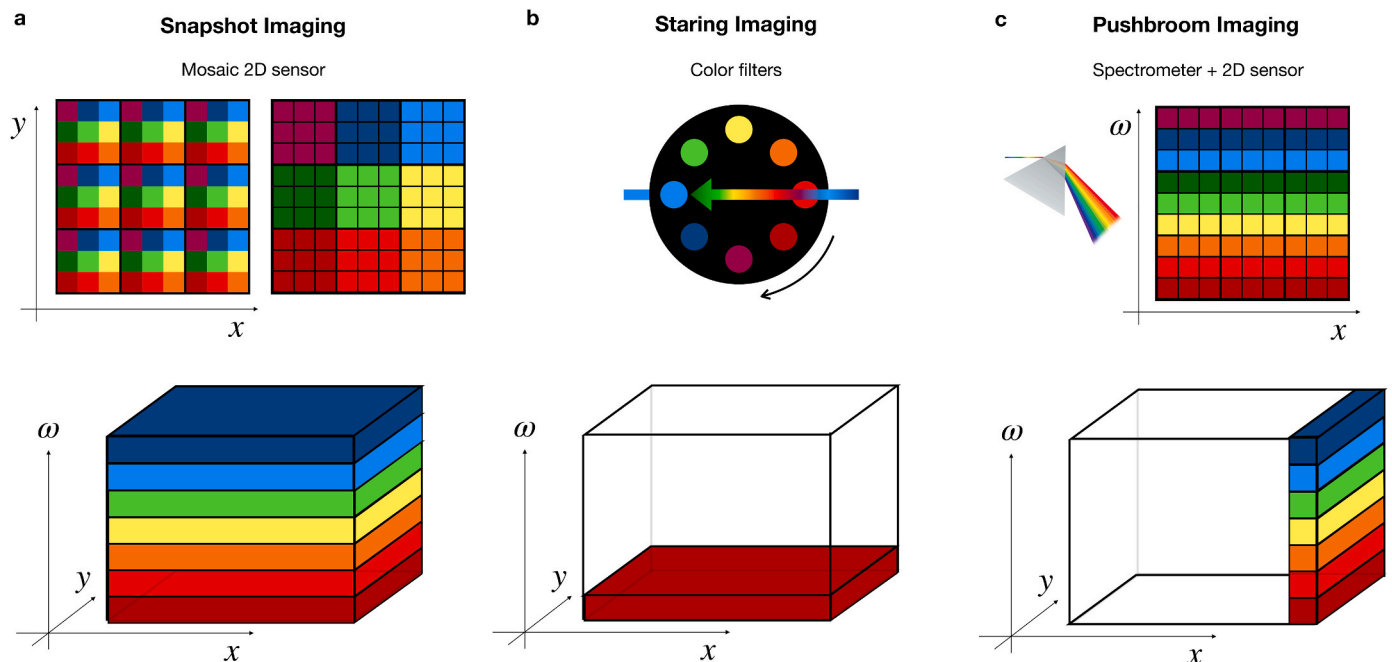 a
Snapshot Imaging
Mosaic 2D sensor
y
x
ω
y
x
b
Staring Imaging
Color filters
ω
y
x
c
Pushbroom Imaging
Spectrometer + 2D sensor
ω
x
ω
y
x